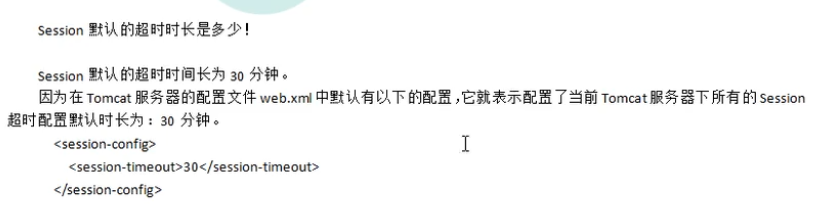 Session 默认的超时时长是多少！
Session 默认的超时时间长为 30 分钟。
因为在 Tomcat 服务器的配置文件 web.xml 中默认有以下的配置，它就表示配置了当前 Tomcat 服务器下所有的 Session
超时配置默认时长为：30 分钟。
<session-config>
<session-timeout>30</session-timeout>
</session-config>